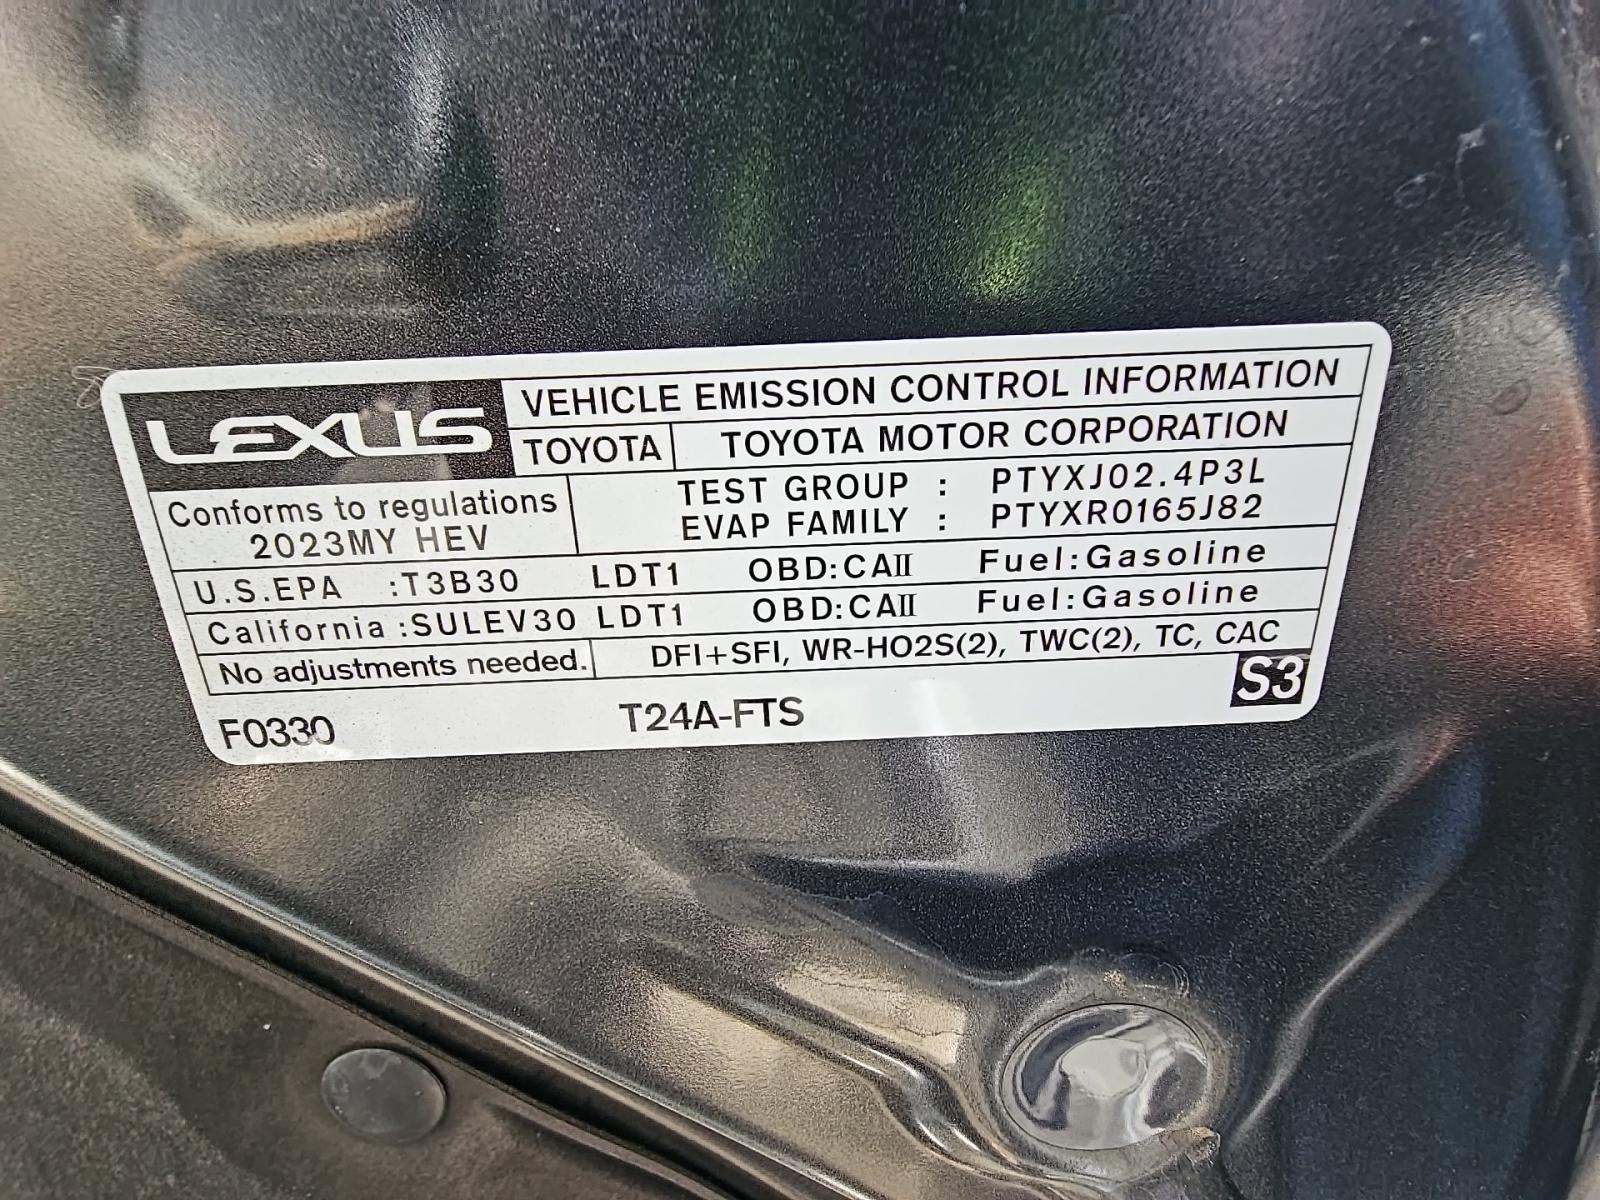 LEXUS
VEHICLE EMISSION CONTROL INFORMATION
TOYOTA TOYOTA MOTOR CORPORATION
Conforms to regulations
2023MY HEV
TEST GROUP : PTYXJ02.4P3L
EVAP FAMILY : PTYXR0165J82
U.S.EPA :T3B30 LDT1 OBD:CAII Fuel:Gasoline
California :SULEV30 LDT1 OBD:CAII Fuel:Gasoline
No adjustments needed. DFI+SFI, WR-HO2S(2), TWC(2), TC, CAC
F0330 T24A-FTS S3